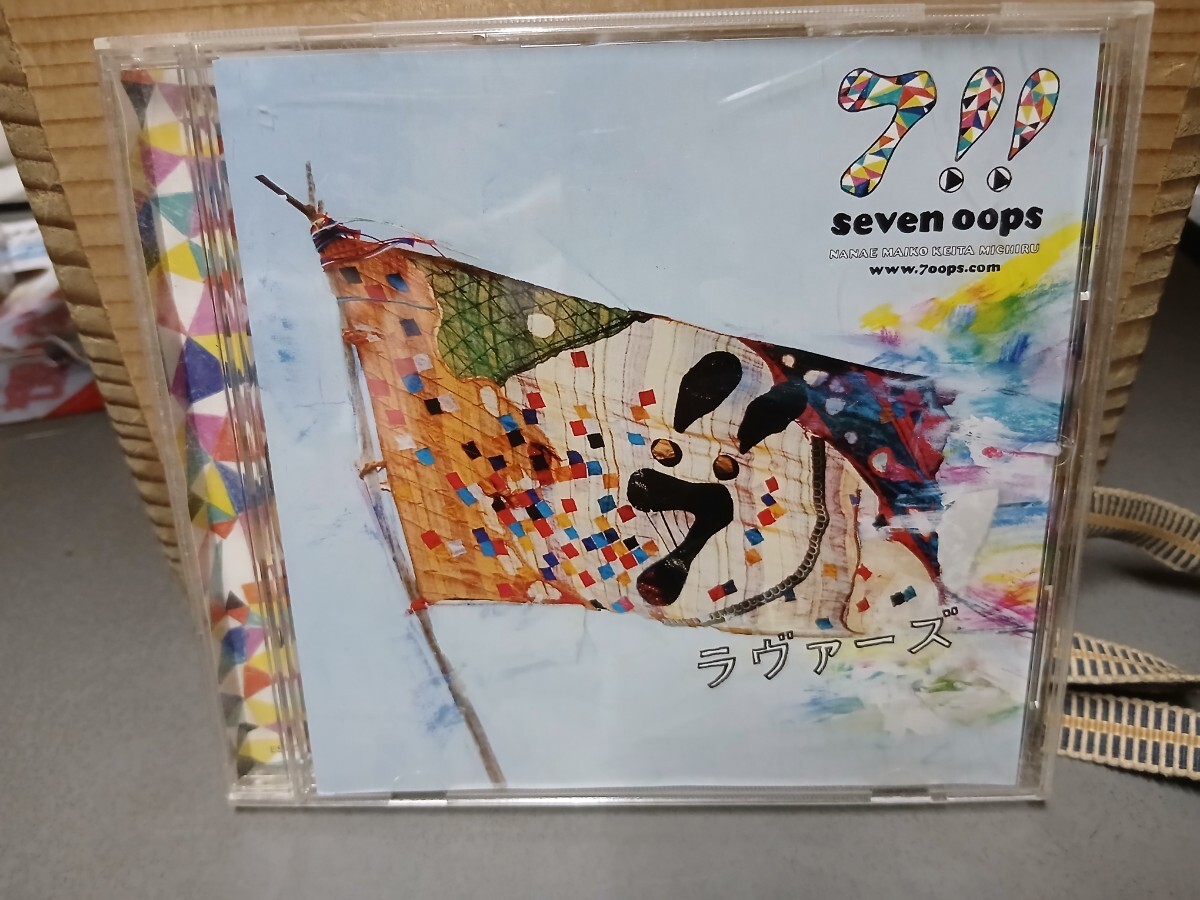 7!!
seven oops
NANAE MAIKO KEITA MICHIRU
www.7oops.com
ラヴァーズ